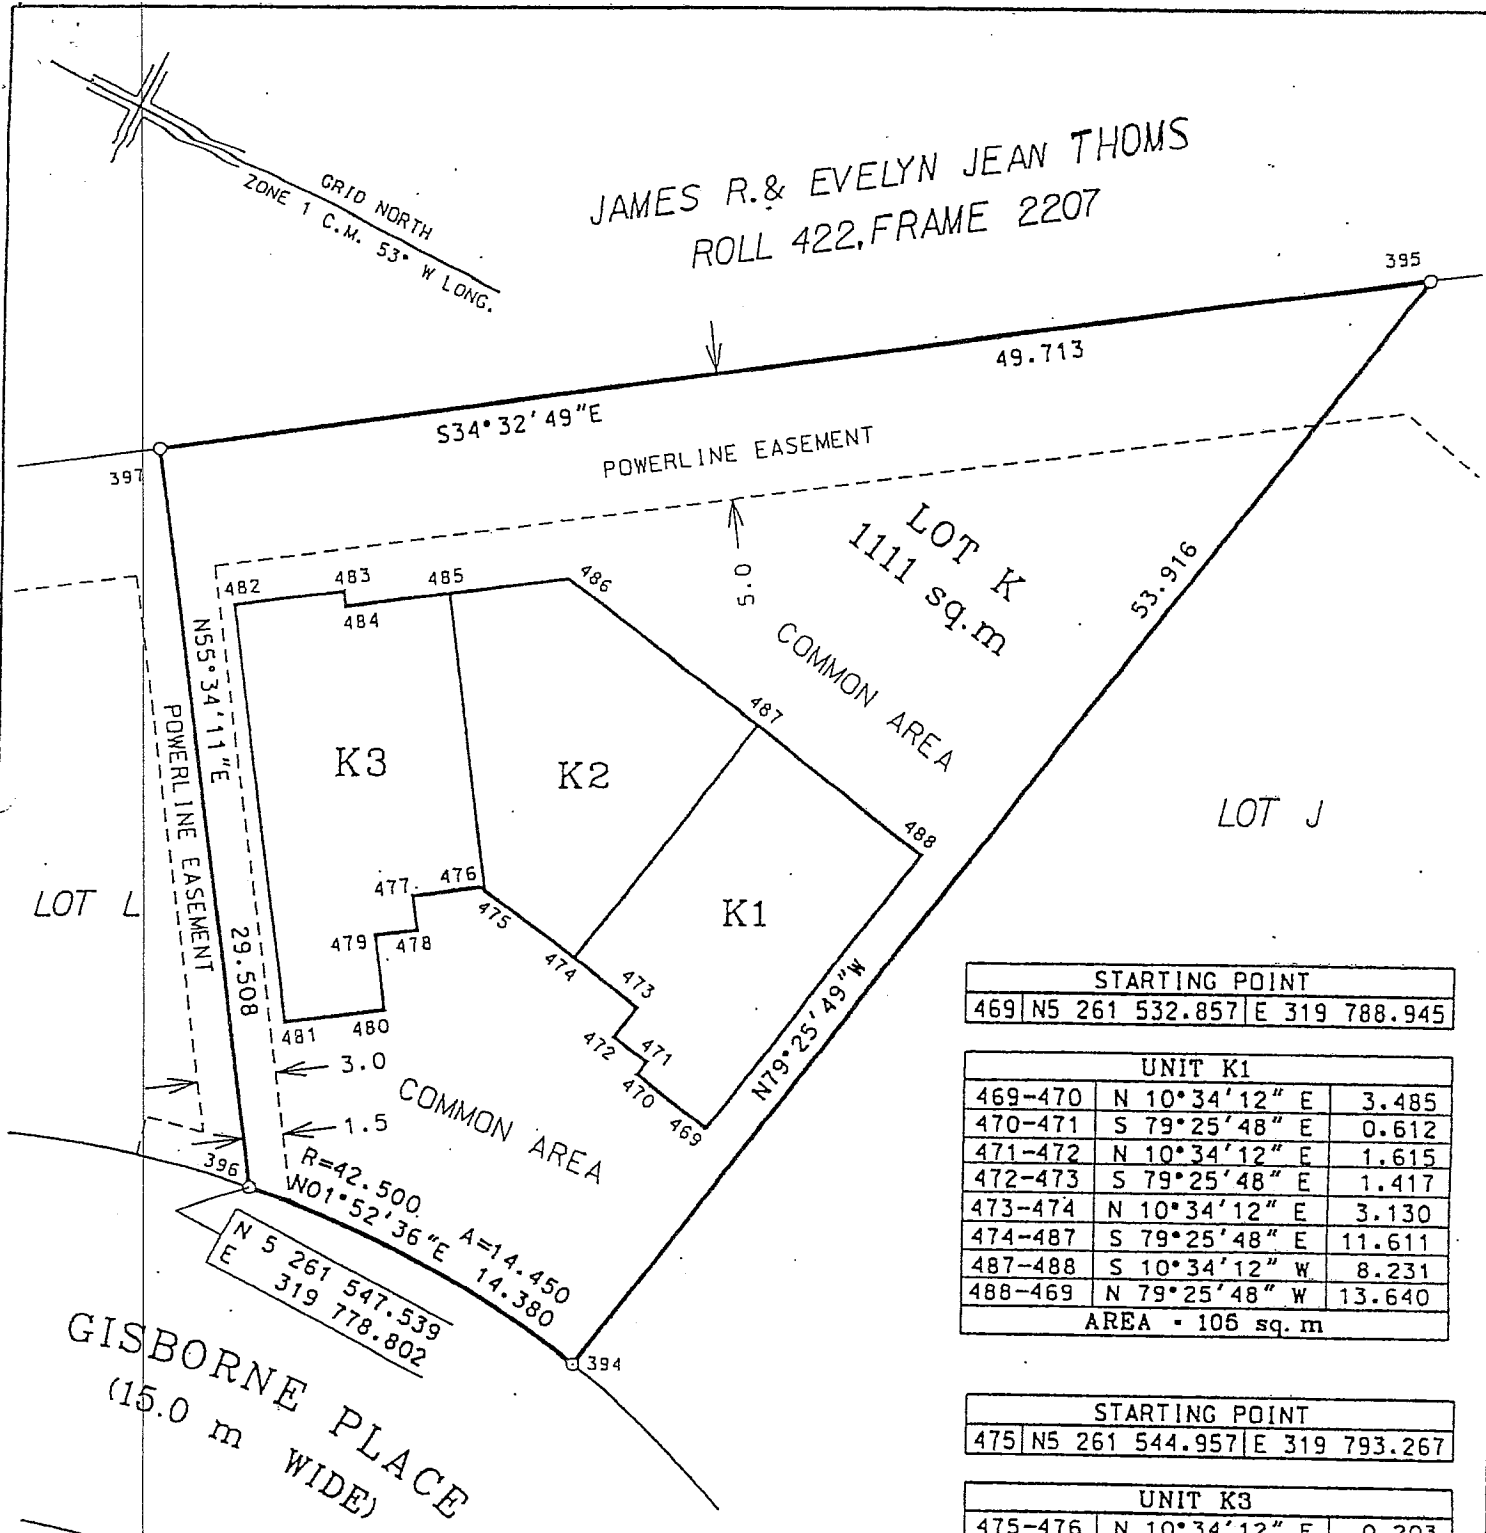 GRID NORTH
ZONE 1 C.M. 53° W LONG.
JAMES R.& EVELYN JEAN THOMS
ROLL 422,FRAME 2207
395
49.713
S34°32'49"E
397
POWERLINE EASEMENT
LOT K
1111 sq.m
5.0
53.916
482
483
485
486
484
N55°34'11"E
COMMON AREA
487
POWERLINE EASEMENT
K3
K2
LOT J
488
LOT L
477
476
475
K1
29.508
479
478
474
473
N79°25'49"W
481
480
472
471
470
469
3.0
COMMON AREA
1.5
396
R=42.500
N01°52'36"E
A=14.450
14.380
N 5 261 547.539
E 319 778.802
394
GISBORNE PLACE
(15.0 m WIDE)
STARTING POINT
469 N5 261 532.857 E 319 788.945
UNIT K1
469-470 N 10°34'12" E 3.485
470-471 S 79°25'48" E 0.612
471-472 N 10°34'12" E 1.615
472-473 S 79°25'48" E 1.417
473-474 N 10°34'12" E 3.130
474-487 S 79°25'48" E 11.611
487-488 S 10°34'12" W 8.231
488-469 N 79°25'48" W 13.640
AREA = 106 sq.m
STARTING POINT
475 N5 261 544.957 E 319 793.267
UNIT K3
475-476 N 10°34'12" E 0.203